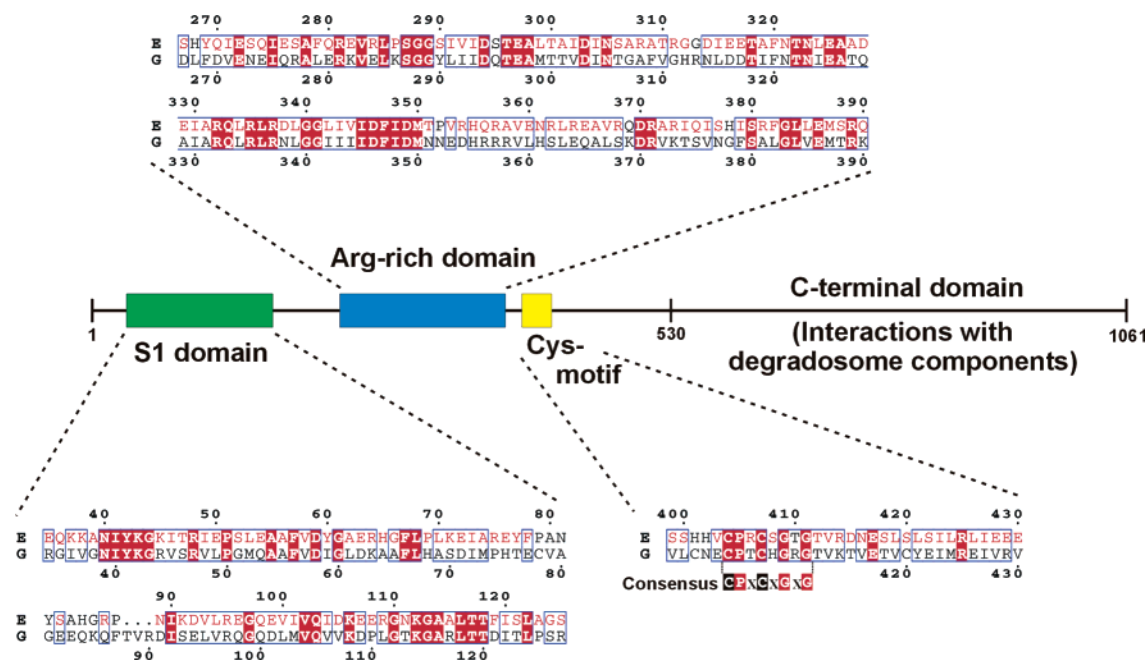 270 280 290 300 310 320
E SHYQIESQIESAFQREVRLPSGGSIVIDSTEALTAIDINSARATRGGDIEETAFNTNLEAAD
G DLFDVENEIQRALERKVELKSGGYLIIDQTEAMTTVDINTGAFVGHRNLDDTIFNTNIEATQ
270 280 290 300 310 320
330 340 350 360 370 380 390
E EIARQLRLRDLGGLIVIDFIDMTPVRHQRAVENRLREAVRQDRARIQISHISRFGLLEMSRQ
G AIARQLRLRNLGGIIIIDFIDMNNEDHRRRVLHSLEQALSKDRVKTSVNGFSALGLVEMTRK
330 340 350 360 370 380 390
Arg-rich domain
C-terminal domain
1 530 1061
S1 domain
Cys-motif
(Interactions with
degradosome components)
40 50 60 70 80
E EQKKANIYKGKITRIEPSLEAAFVDYGAERHGFLPLKEIAREYFPAN
G RGIVGNIYKGRVSRVLPGMQAAFVDIGLDKAAFLHASDIMPHTECVA
40 50 60 70 80
90 100 110 120
E YSAHGRP...NIKDVLREGQEVIVQIDKEERGNKGAALTTFISLAGS
G GEEQKQFTVRDISELVRQGQDLMVQVVKDPLGTKGARLTTDITLPSR
90 100 110 120
400 410 420 430
E SSHHVCPRCSGTGTVRDNESLSLSILRLIEEE
G VLCNECPTCHGRGTVKTVETVCYEIMREIVRV
420 430
Consensus CPxCxGxG